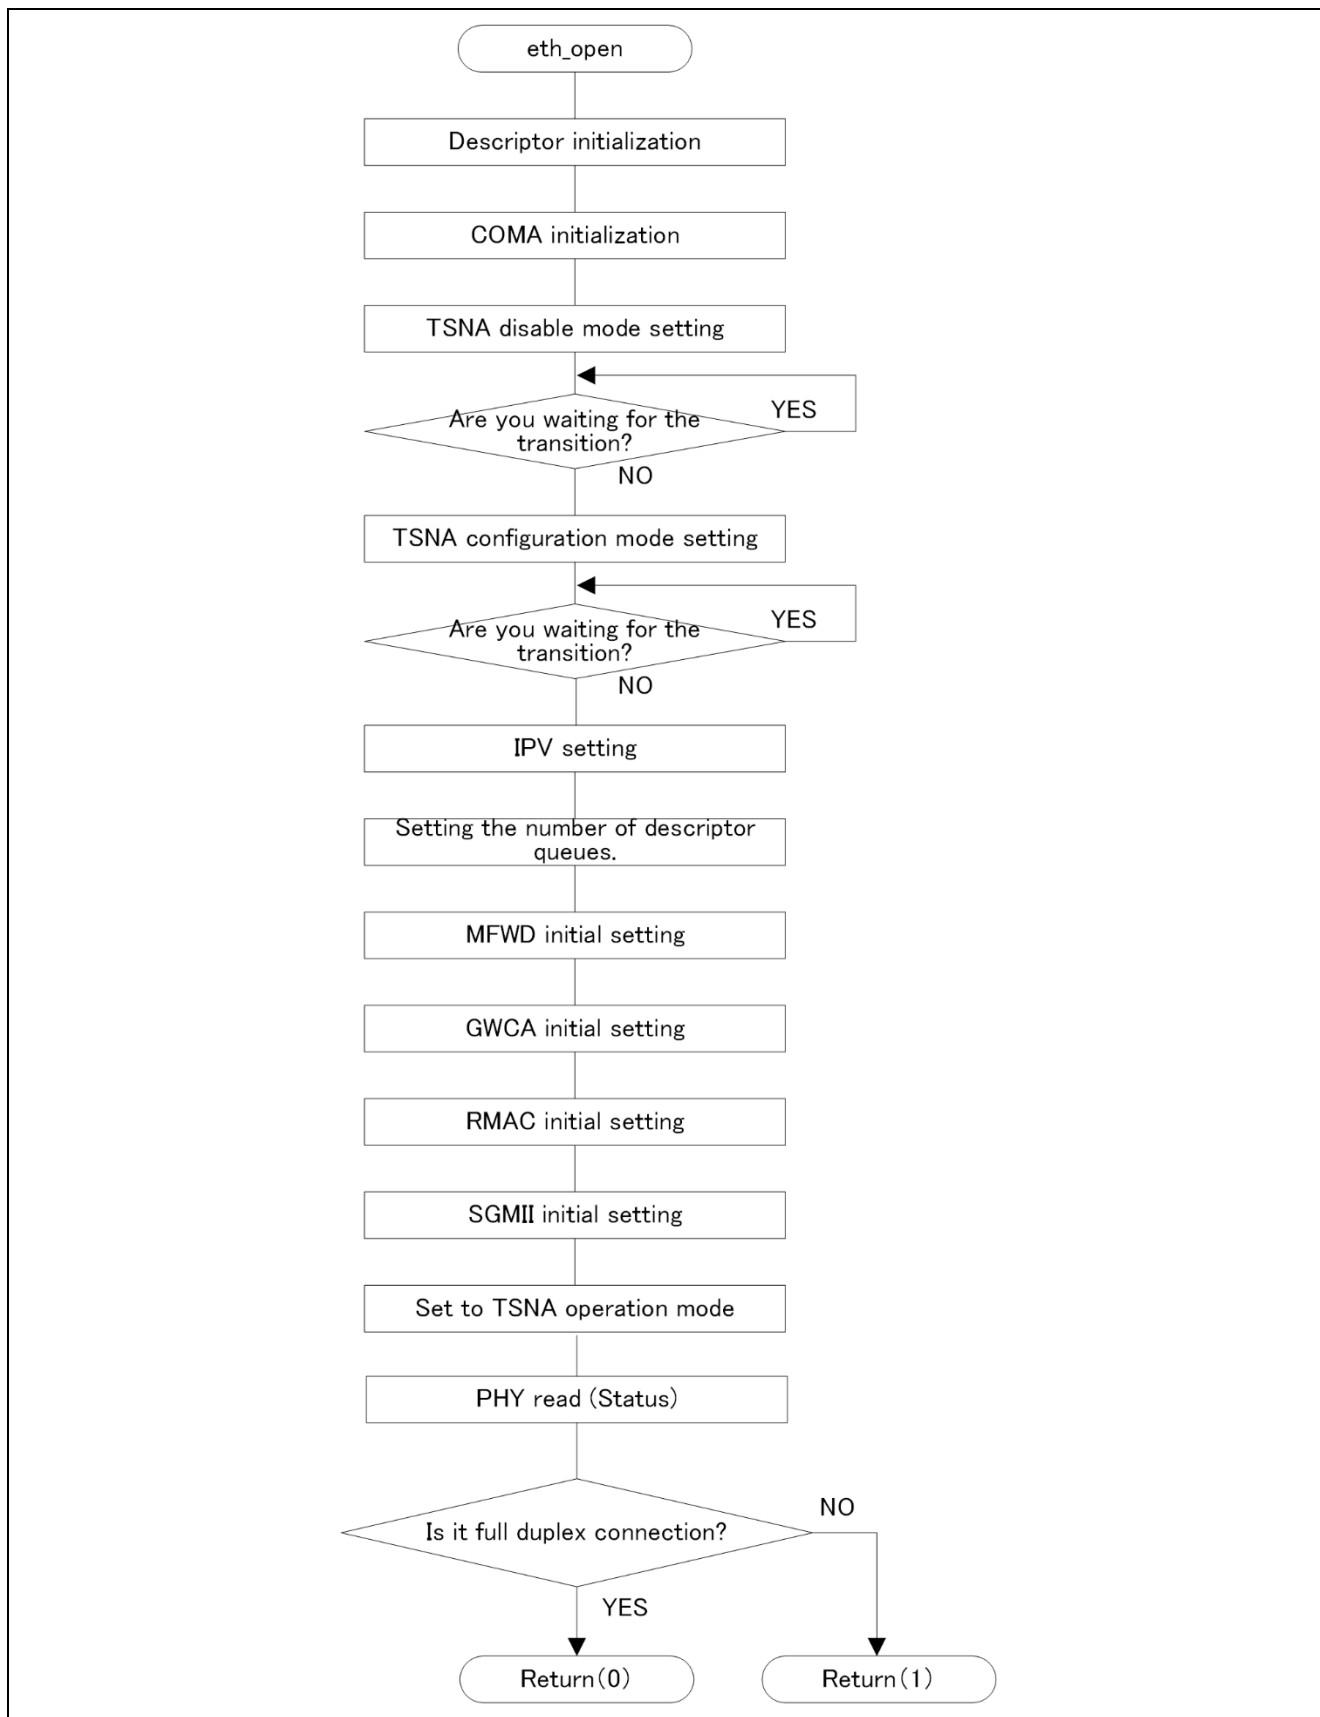 eth_open
Descriptor initialization
COMA initialization
TSNA disable mode setting
YES
Are you waiting for the
transition?
NO
TSNA configuration mode setting
YES
Are you waiting for the
transition?
NO
IPV setting
Setting the number of descriptor
queues.
MFWD initial setting
GWCA initial setting
RMAC initial setting
SGMII initial setting
Set to TSNA operation mode
PHY read (Status)
NO
Is it full duplex connection?
YES
Return(0)
Return(1)